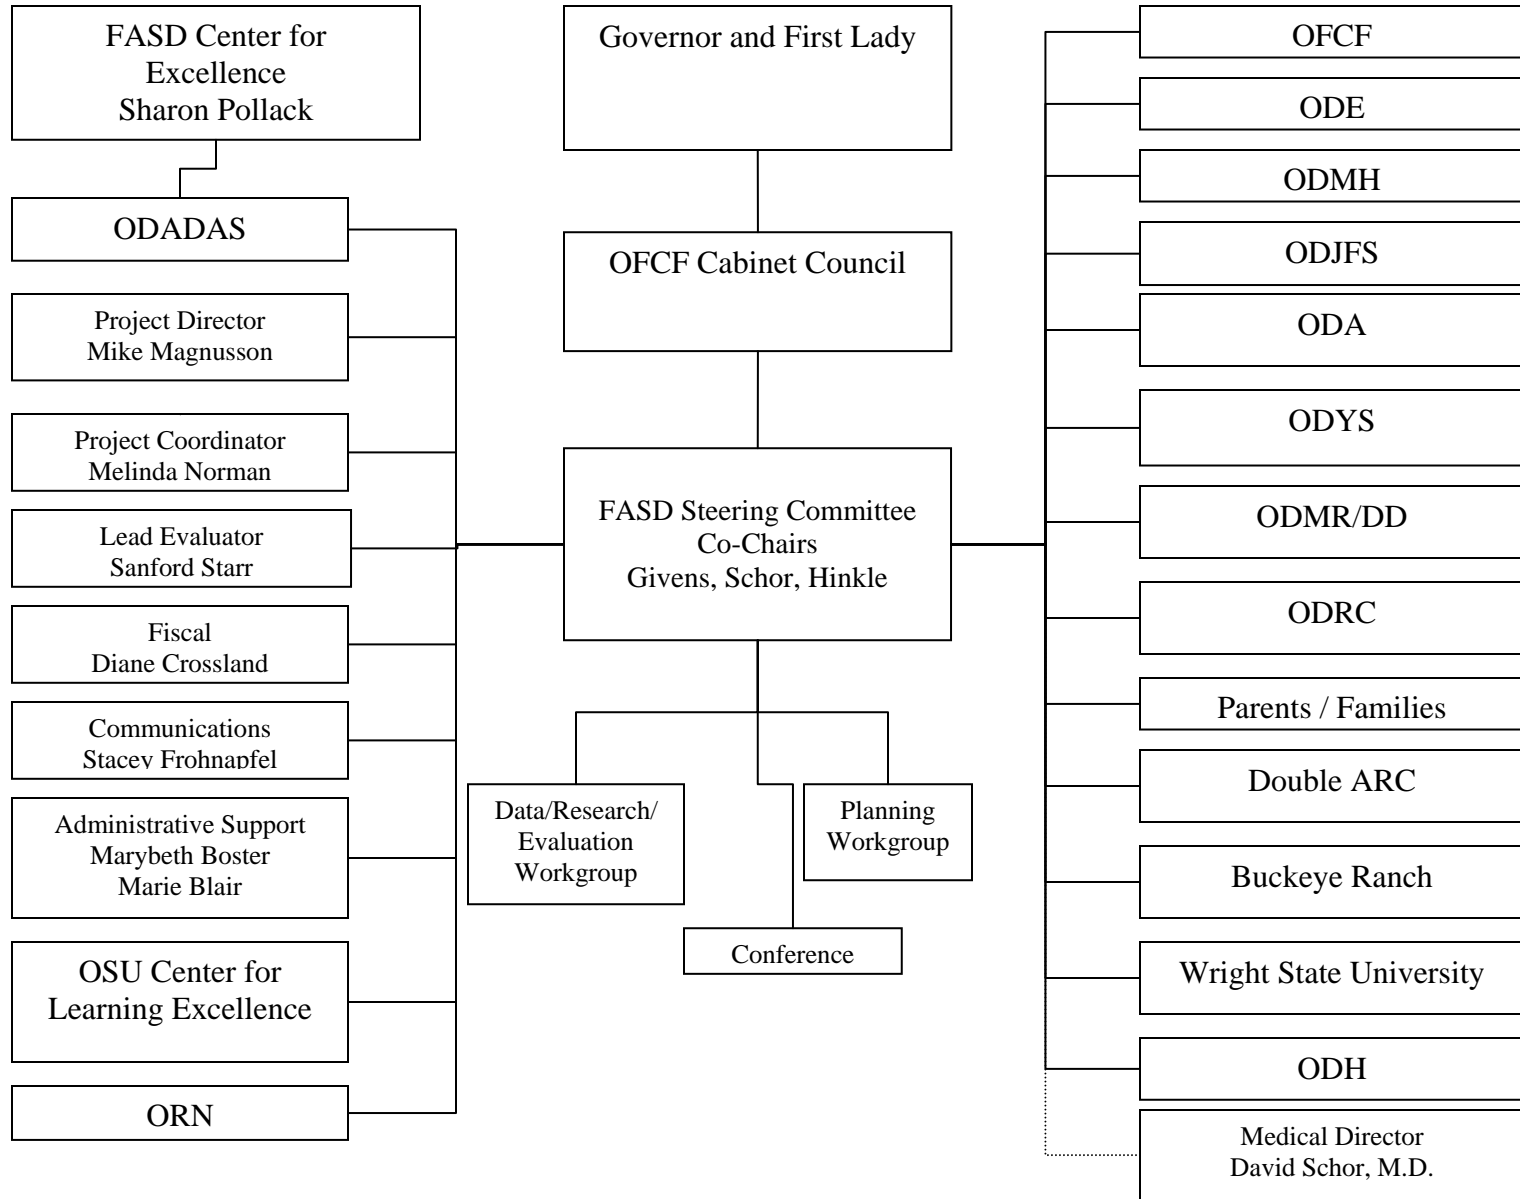 FASD Center for
Excellence
Sharon Pollack
ODADAS
Project Director
Mike Magnusson
Project Coordinator
Melinda Norman
Lead Evaluator
Sanford Starr
Fiscal
Diane Crossland
Communications
Stacey Frohnapfel
Administrative Support
Marybeth Boster
Marie Blair
OSU Center for
Learning Excellence
ORN
Governor and First Lady
OFCF Cabinet Council
FASD Steering Committee
Co-Chairs
Givens, Schor, Hinkle
Data/Research/
Evaluation
Workgroup
Planning
Workgroup
Conference
OFCF
ODE
ODMH
ODJFS
ODA
ODYS
ODMR/DD
ODRC
Parents / Families
Double ARC
Buckeye Ranch
Wright State University
ODH
Medical Director
David Schor, M.D.